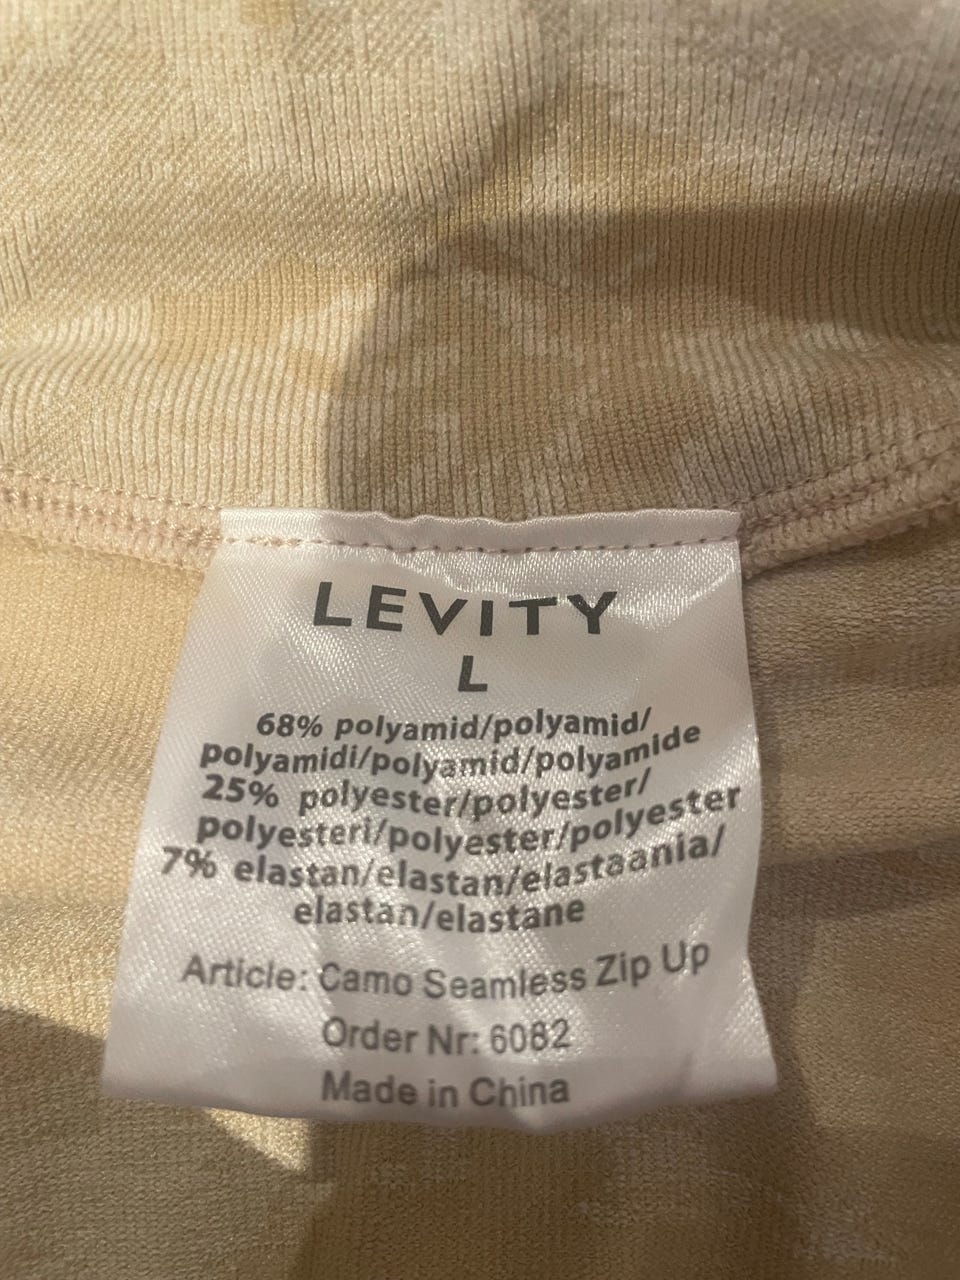 LEVITY
L
68% polyamid/polyamid/
polyamidi/polyamid/polyamide
25% polyester/polyester/
polyesteri/polyester/polyester
7% elastan/elastan/elastaania/
elastan/elastane
Article: Camo Seamless Zip Up
Order Nr: 6082
Made in China